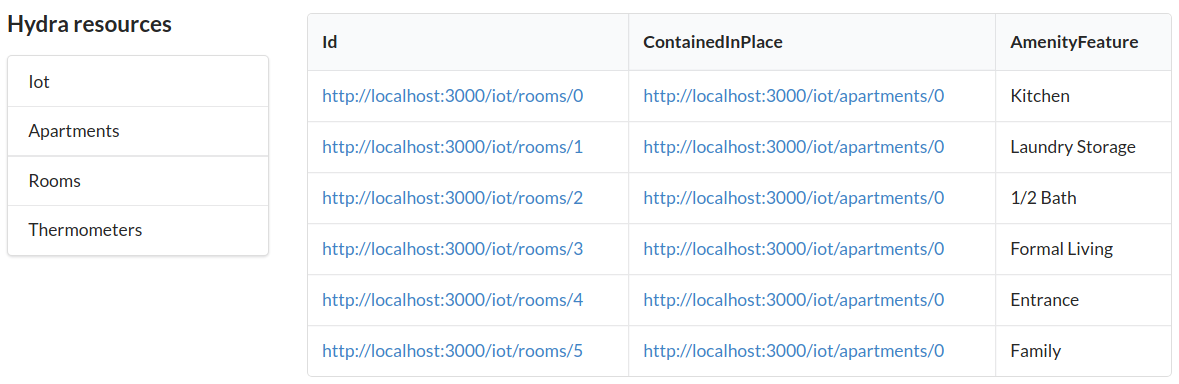 Hydra resources
Iot
Apartments
Rooms
Thermometers
Id ContainedInPlace AmenityFeature
http://localhost:3000/iot/rooms/0 http://localhost:3000/iot/apartments/0 Kitchen
http://localhost:3000/iot/rooms/1 http://localhost:3000/iot/apartments/0 Laundry Storage
http://localhost:3000/iot/rooms/2 http://localhost:3000/iot/apartments/0 1/2 Bath
http://localhost:3000/iot/rooms/3 http://localhost:3000/iot/apartments/0 Formal Living
http://localhost:3000/iot/rooms/4 http://localhost:3000/iot/apartments/0 Entrance
http://localhost:3000/iot/rooms/5 http://localhost:3000/iot/apartments/0 Family